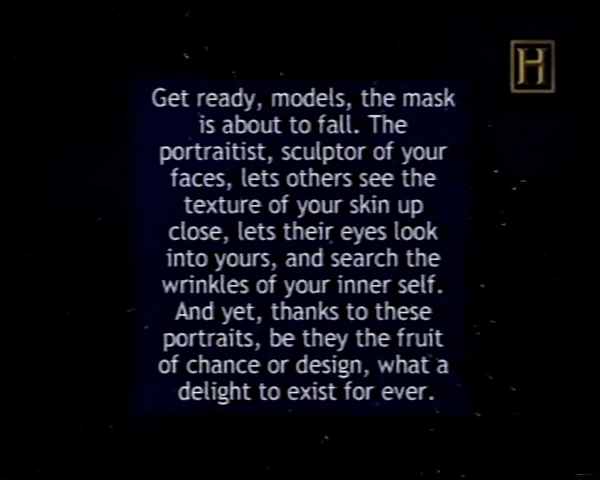 H
Get ready, models, the mask
is about to fall. The
portraitist, sculptor of your
faces, lets others see the
texture of your skin up
close, lets their eyes look
into yours, and search the
wrinkles of your inner self.
And yet, thanks to these
portraits, be they the fruit
of chance or design, what a
delight to exist for ever.